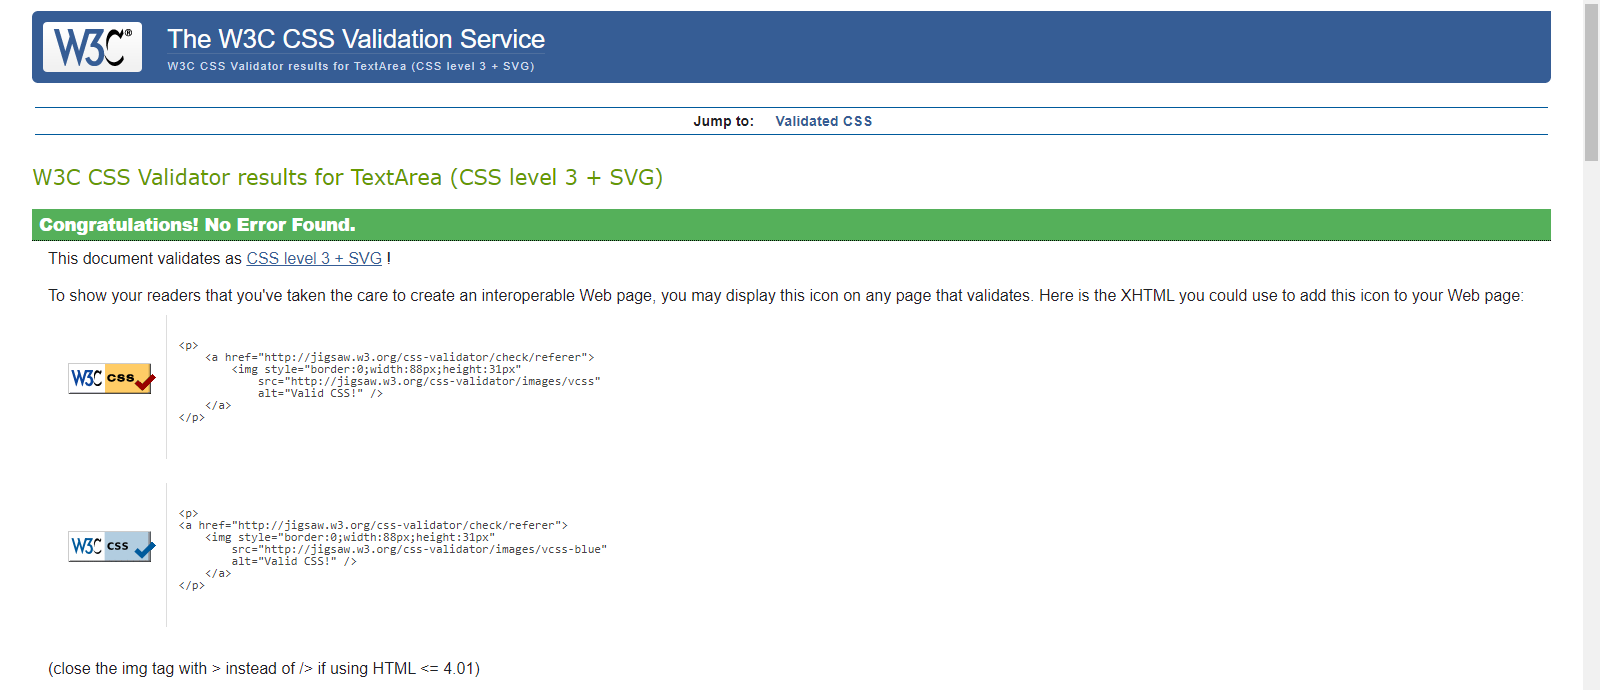 W3C®
The W3C CSS Validation Service
W3C CSS Validator results for TextArea (CSS level 3 + SVG)
Jump to: Validated CSS
W3C CSS Validator results for TextArea (CSS level 3 + SVG)
Congratulations! No Error Found.
This document validates as CSS level 3 + SVG !
To show your readers that you've taken the care to create an interoperable Web page, you may display this icon on any page that validates. Here is the XHTML you could use to add this icon to your Web page:
W3C css
<p>
<a href="http://jigsaw.w3.org/css-validator/check/referer">
<img style="border:0;width:88px;height:31px"
src="http://jigsaw.w3.org/css-validator/images/vcss"
alt="Valid CSS!" />
</a>
</p>
W3C css
<p>
<a href="http://jigsaw.w3.org/css-validator/check/referer">
<img style="border:0;width:88px;height:31px"
src="http://jigsaw.w3.org/css-validator/images/vcss-blue"
alt="Valid CSS!" />
</a>
</p>
(close the img tag with > instead of /> if using HTML <= 4.01)